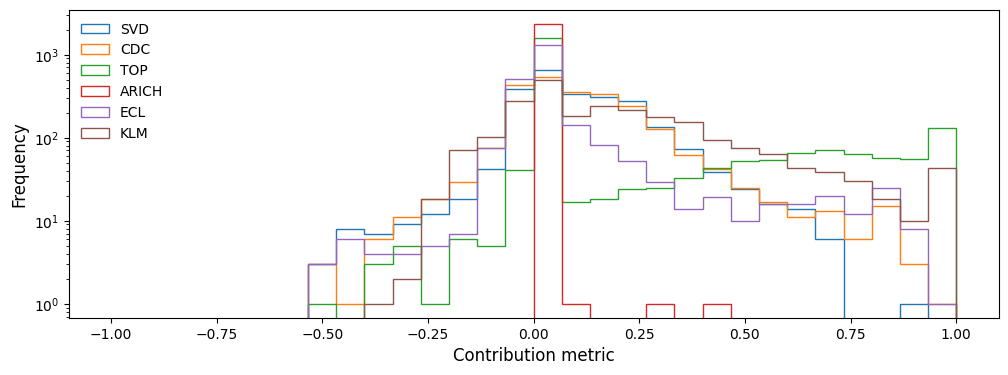 SVD
CDC
TOP
ARICH
ECL
KLM
Frequency
10³
10²
10¹
10⁰
−1.00 −0.75 −0.50 −0.25 0.00 0.25 0.50 0.75 1.00
Contribution metric